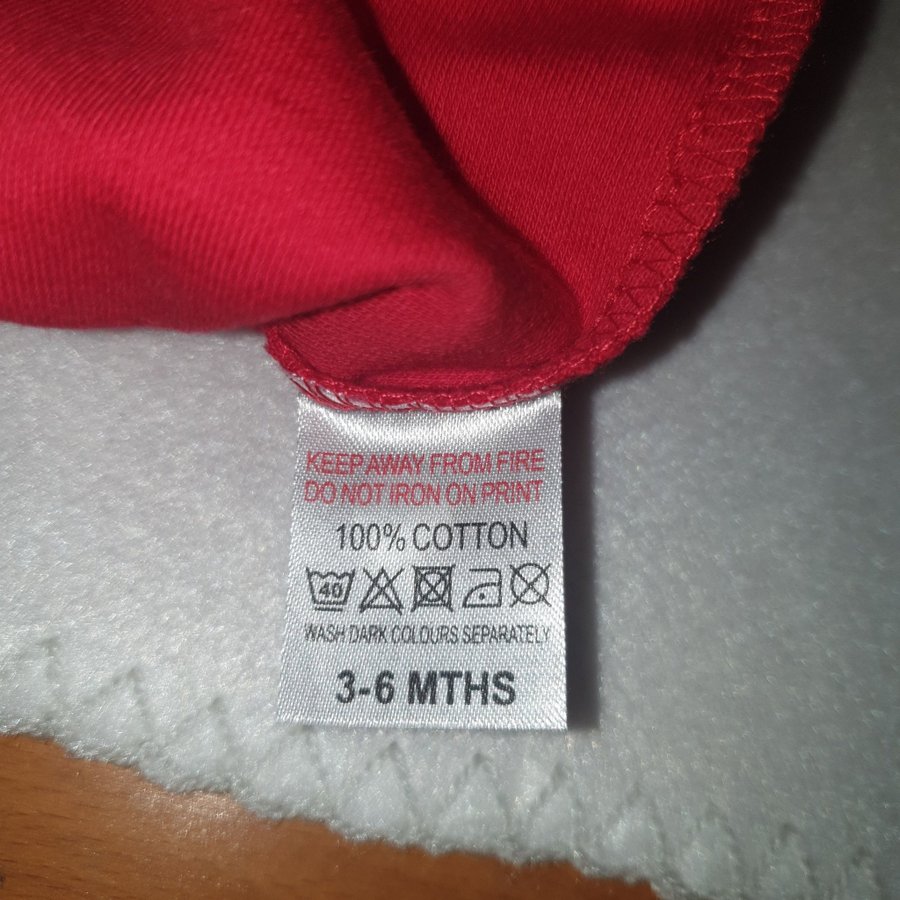 KEEP AWAY FROM FIRE
DO NOT IRON ON PRINT
100% COTTON
40
WASH DARK COLOURS SEPARATELY
3-6 MTHS